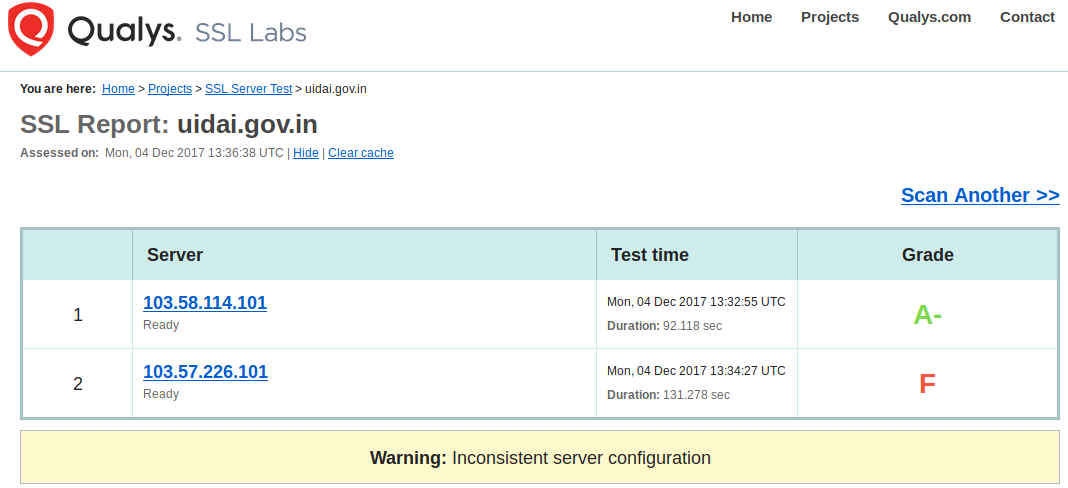 Qualys. SSL Labs
Home Projects Qualys.com Contact
You are here: Home > Projects > SSL Server Test > uidai.gov.in
SSL Report: uidai.gov.in
Assessed on: Mon, 04 Dec 2017 13:36:38 UTC | Hide | Clear cache
Scan Another >>
Server Test time Grade
1 103.58.114.101 Mon, 04 Dec 2017 13:32:55 UTC A-
Ready Duration: 92.118 sec
2 103.57.226.101 Mon, 04 Dec 2017 13:34:27 UTC F
Ready Duration: 131.278 sec
Warning: Inconsistent server configuration